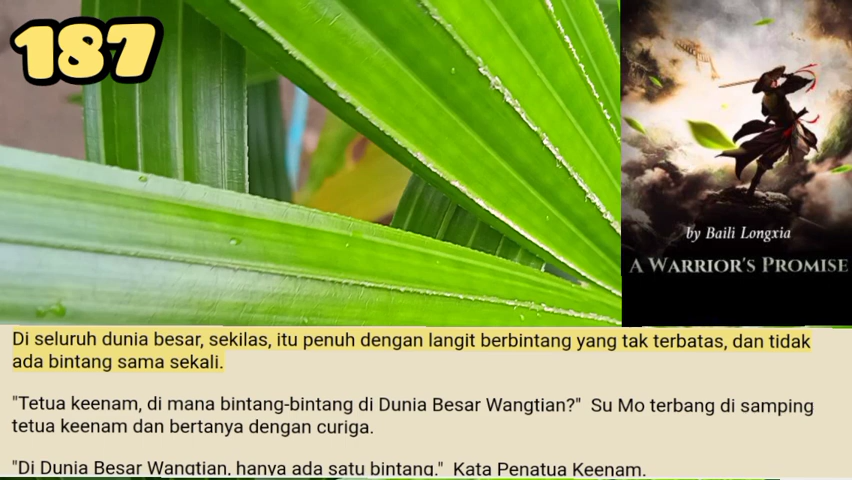 187
by Baili Longxia
A WARRIOR'S PROMISE
Di seluruh dunia besar, sekilas, itu penuh dengan langit berbintang yang tak terbatas, dan tidak
ada bintang sama sekali.
"Tetua keenam, di mana bintang-bintang di Dunia Besar Wangtian?"  Su Mo terbang di samping
tetua keenam dan bertanya dengan curiga.
"Di Dunia Besar Wangtian, hanya ada satu bintang."  Kata Penatua Keenam.